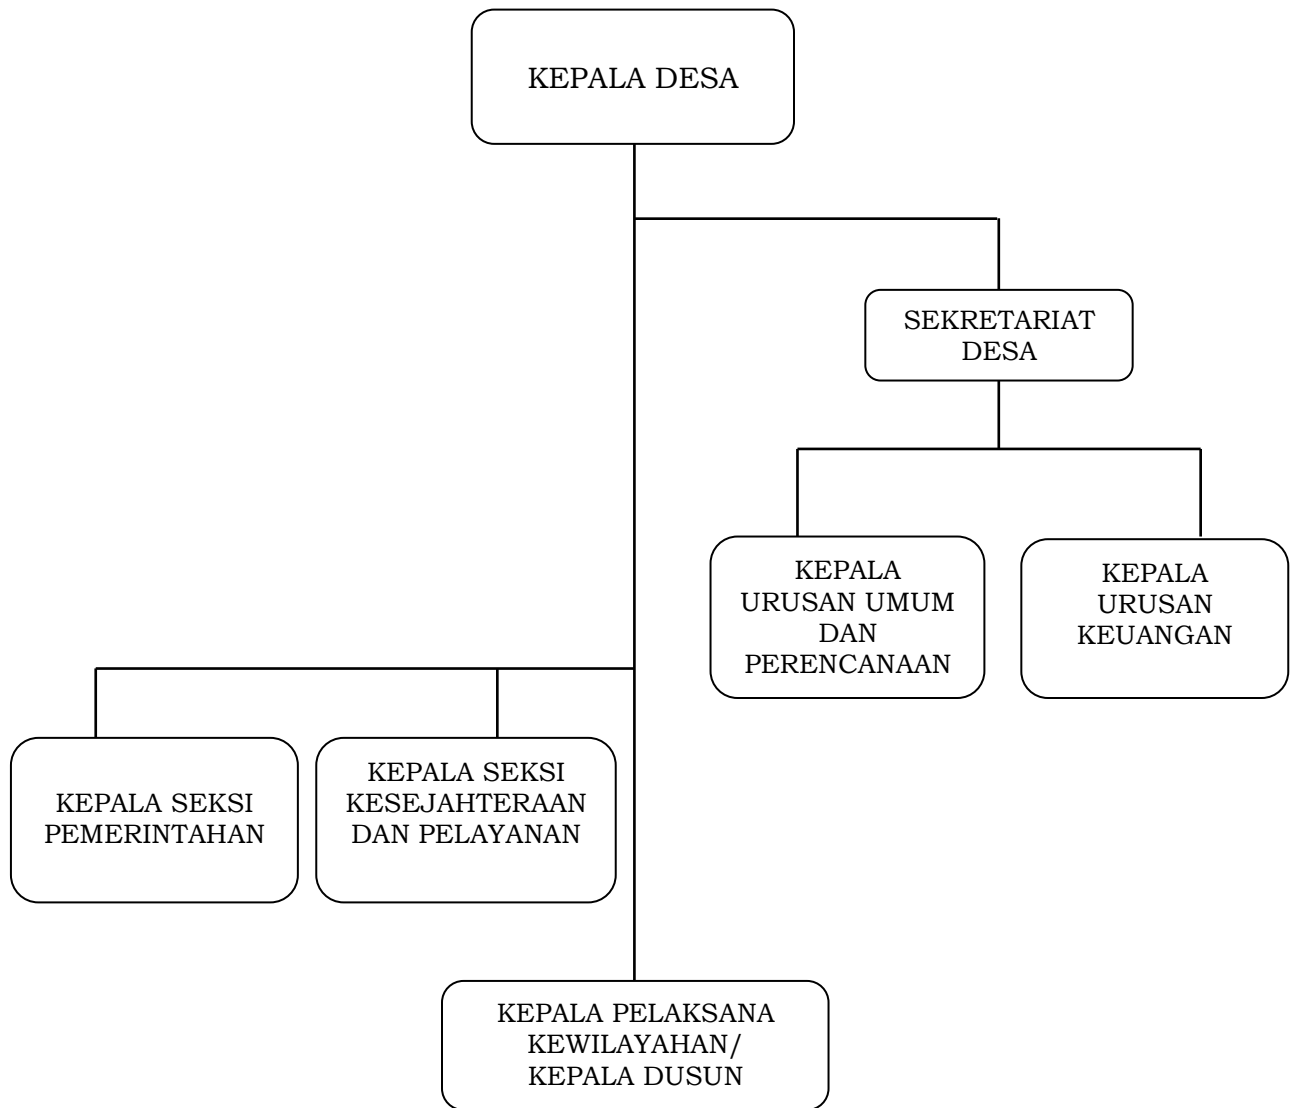 KEPALA DESA
SEKRETARIAT
DESA
KEPALA
URUSAN UMUM
DAN
PERENCANAAN
KEPALA
URUSAN
KEUANGAN
KEPALA SEKSI
PEMERINTAHAN
KEPALA SEKSI
KESEJAHTERAAN
DAN PELAYANAN
KEPALA PELAKSANA
KEWILAYAHAN/
KEPALA DUSUN